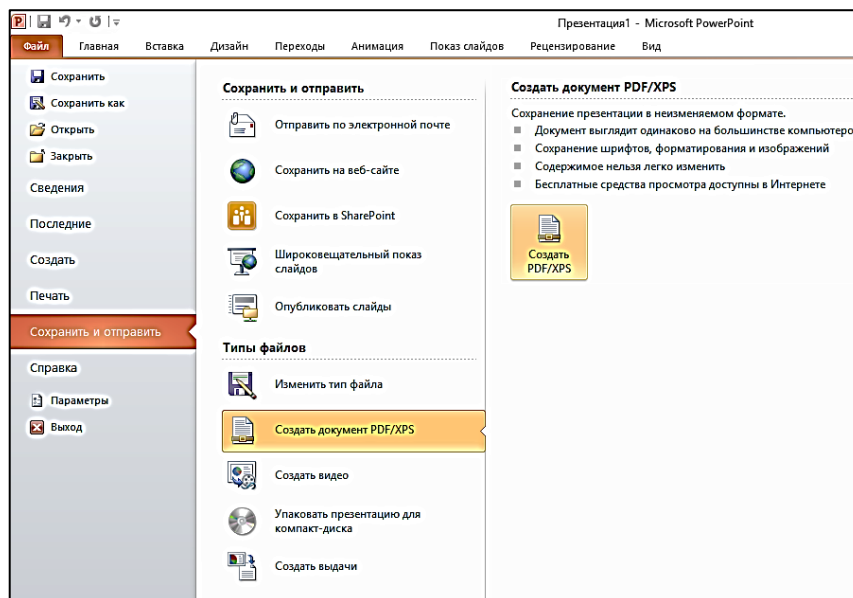 Презентация1 - Microsoft PowerPoint
Файл Главная Вставка Дизайн Переходы Анимация Показ слайдов Рецензирование Вид
Сохранить
Сохранить как
Открыть
Закрыть
Сведения
Последние
Создать
Печать
Сохранить и отправить
Справка
Параметры
Выход
Сохранить и отправить
Отправить по электронной почте
Сохранить на веб-сайте
Сохранить в SharePoint
Широковещательный показ
слайдов
Опубликовать слайды
Типы файлов
Изменить тип файла
Создать документ PDF/XPS
Создать видео
Упаковать презентацию для
компакт-диска
Создать выдачи
Создать документ PDF/XPS
Сохранение презентации в неизменяемом формате.
Документ выглядит одинаково на большинстве компьютеро
Сохранение шрифтов, форматирования и изображений
Содержимое нельзя легко изменить
Бесплатные средства просмотра доступны в Интернете
Создать
PDF/XPS